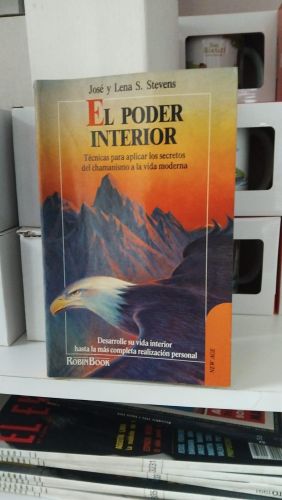 José y Lena S. Stevens
EL PODER
INTERIOR
Técnicas para aplicar los secretos
del chamanismo a la vida moderna
Desarrolle su vida interior
hasta la más completa realización personal
ROBINBOOK
NEW AGE